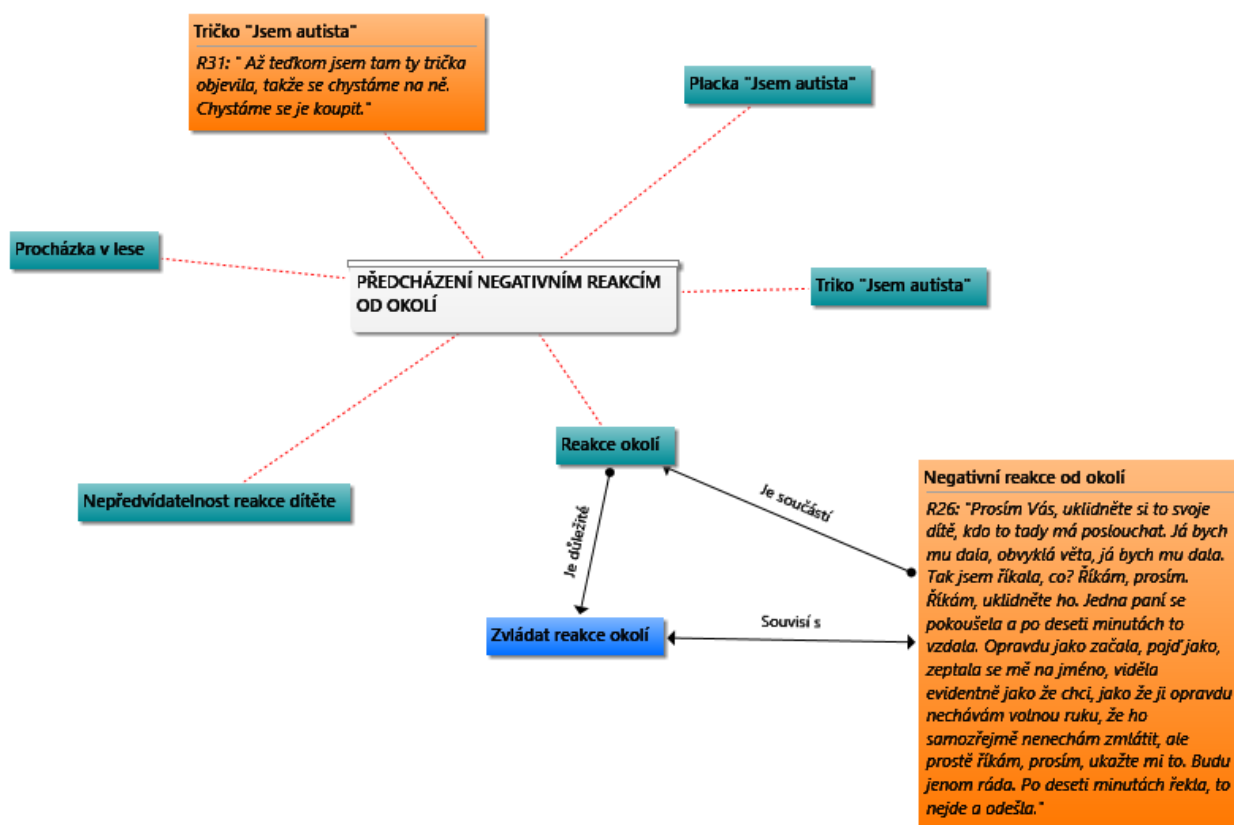 Tričko "Jsem autista"
R31: " Až teďkom jsem tam ty trička
objevila, takže se chystáme na ně.
Chystáme se je koupit."
Placka "Jsem autista"
Procházka v lese
PŘEDCHÁZENÍ NEGATIVNÍM REAKCÍM
OD OKOLÍ
Triko "Jsem autista"
Reakce okolí
Nepředvídatelnost reakce dítěte
Je součástí
Je důležité
Zvládat reakce okolí
Souvisí s
Negativní reakce od okolí
R26: "Prosím Vás, uklidněte si to svoje
dítě, kdo to tady má poslouchat. Já bych
mu dala, obvyklá věta, já bych mu dala.
Tak jsem říkala, co? Říkám, prosím.
Říkám, uklidněte ho. Jedna paní se
pokoušela a po deseti minutách to
vzdala. Opravdu jako začala, pojď jako,
zeptala se mě na jméno, viděla
evidentně jako že chci, jako že ji opravdu
nechávám volnou ruku, že ho
samozřejmě nenechám zmlátit, ale
prostě říkám, prosím, ukažte mi to. Budu
jenom ráda. Po deseti minutách řekla, to
nejde a odešla."